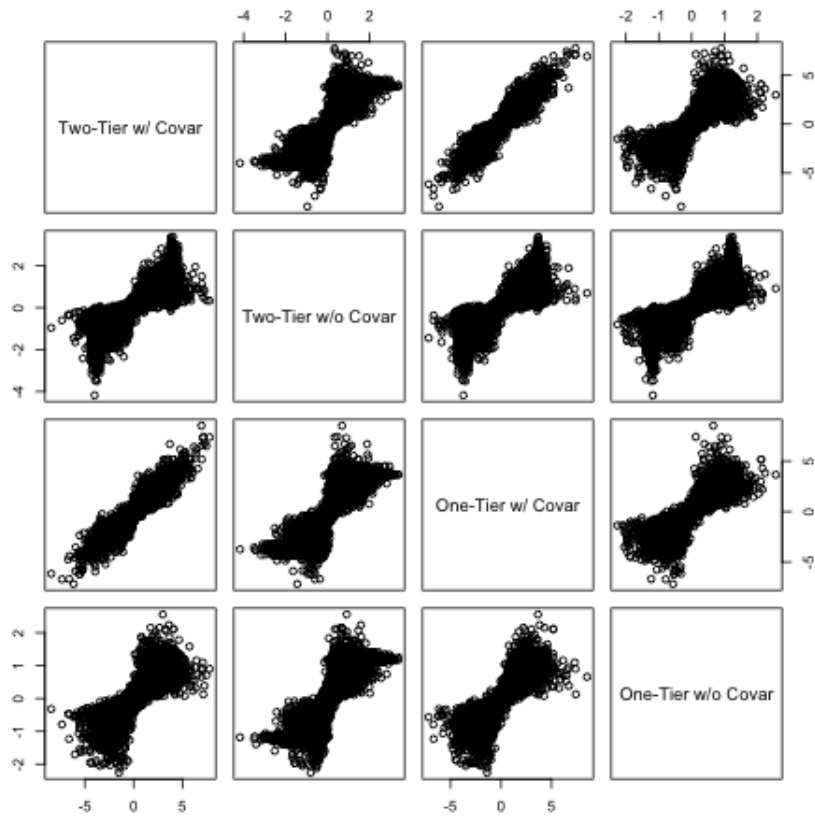 -4 -2 0 2
-2 -1 0 1 2
Two-Tier w/ Covar
-5 0 5
-4 -2 0 2
Two-Tier w/o Covar
One-Tier w/ Covar
-5 0 5
-2 -1 0 1 2
One-Tier w/o Covar
-5 0 5
-5 0 5